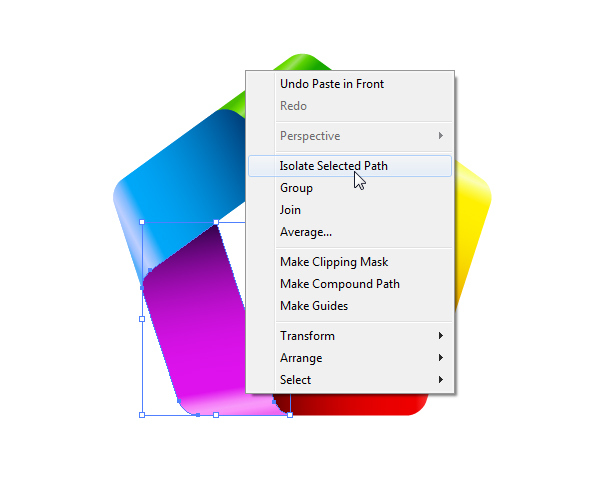 Undo Paste in Front
Redo
Perspective
Isolate Selected Path
Group
Join
Average...
Make Clipping Mask
Make Compound Path
Make Guides
Transform
Arrange
Select